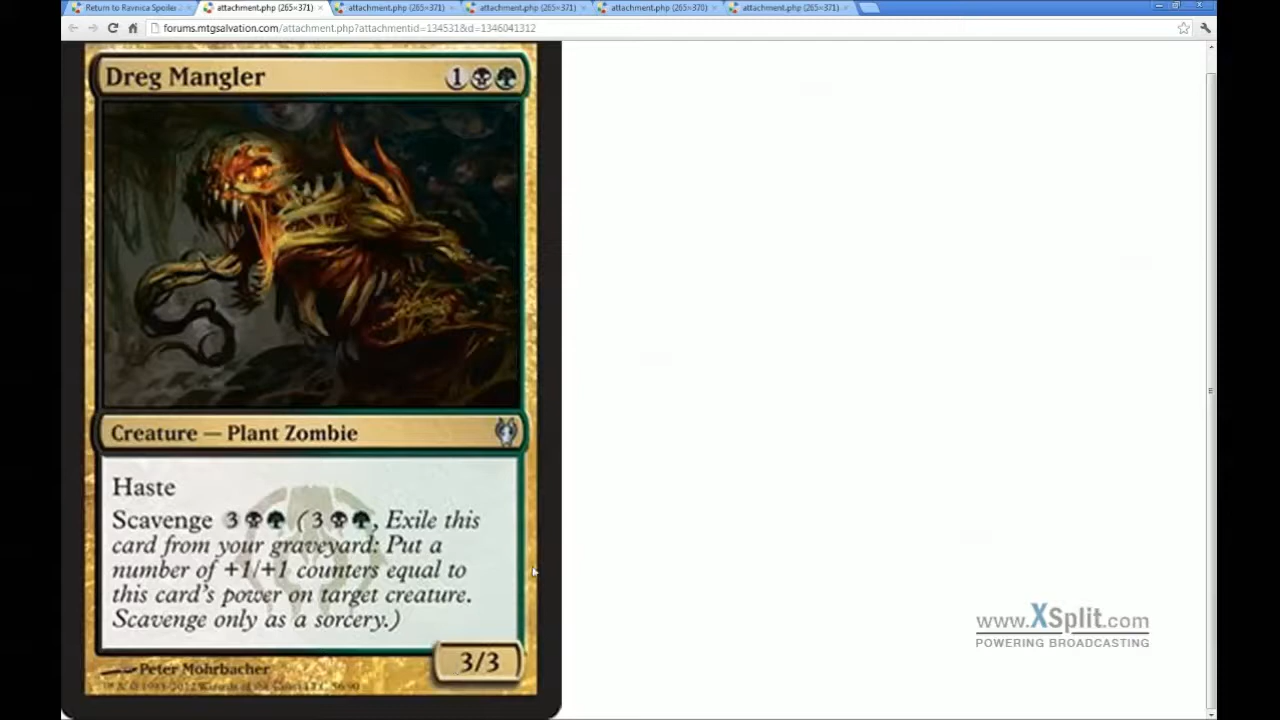 Return to Ravnica Spoiler
attachment.php (265×371)
attachment.php (265×371)
attachment.php (265×371)
attachment.php (265×370)
attachment.php (265×371)
forums.mtgsalvation.com/attachment.php?attachmentid=134531&d=1346041312
Dreg Mangler
1
Creature — Plant Zombie
Haste
Scavenge 3 (3, Exile this
card from your graveyard: Put a
number of +1/+1 counters equal to
this card's power on target creature.
Scavenge only as a sorcery.)
3/3
Peter Mohrbacher
www.XSplit.com
POWERING BROADCASTING